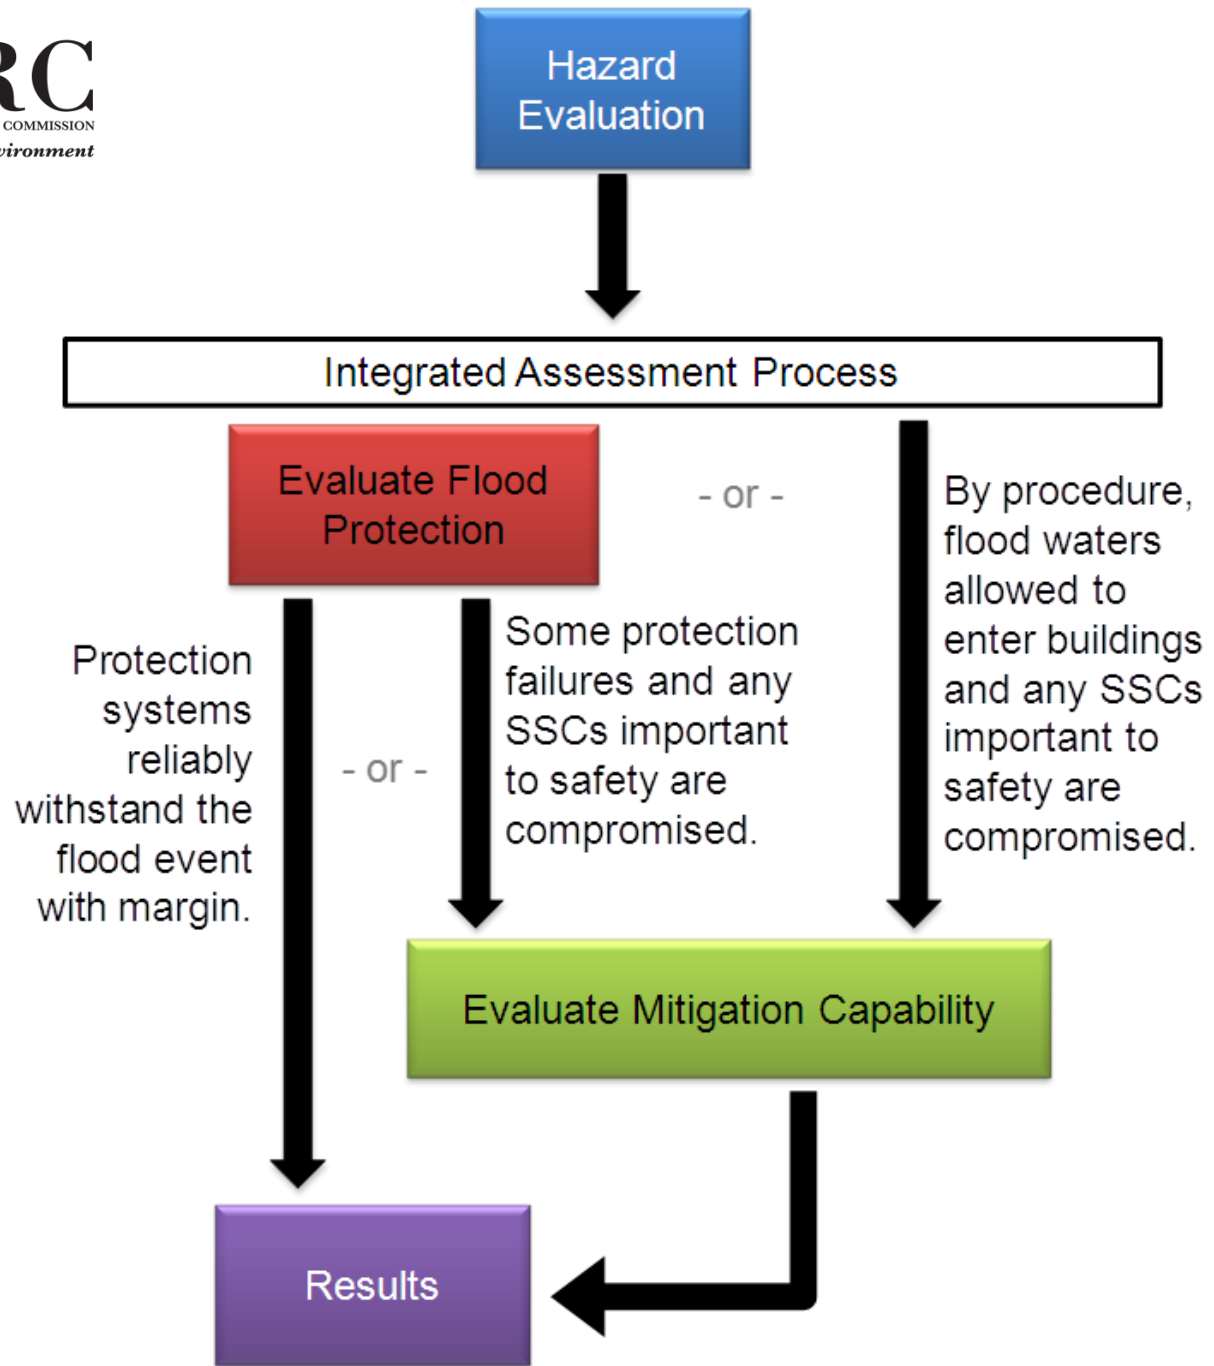 RC
COMMISSION
vironment
Hazard
Evaluation
Integrated Assessment Process
Evaluate Flood
Protection
- or -
By procedure,
flood waters
allowed to
enter buildings
and any SSCs
important to
safety are
compromised.
Protection
systems
reliably
withstand the
flood event
with margin.
- or -
Some protection
failures and any
SSCs important
to safety are
compromised.
Evaluate Mitigation Capability
Results